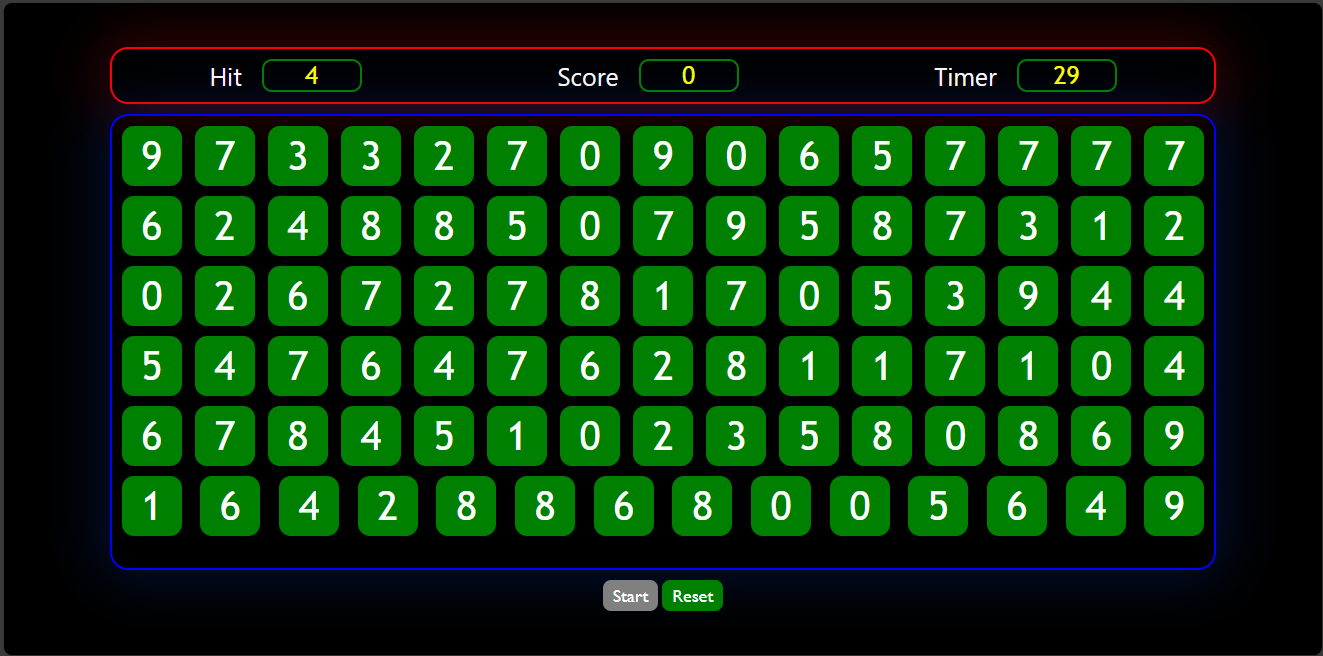 Hit 4 Score 0 Timer 29
9 7 3 3 2 7 0 9 0 6 5 7 7 7 7
6 2 4 8 8 5 0 7 9 5 8 7 3 1 2
0 2 6 7 2 7 8 1 7 0 5 3 9 4 4
5 4 7 6 4 7 6 2 8 1 1 7 1 0 4
6 7 8 4 5 1 0 2 3 5 8 0 8 6 9
1 6 4 2 8 8 6 8 0 0 5 6 4 9
Start Reset